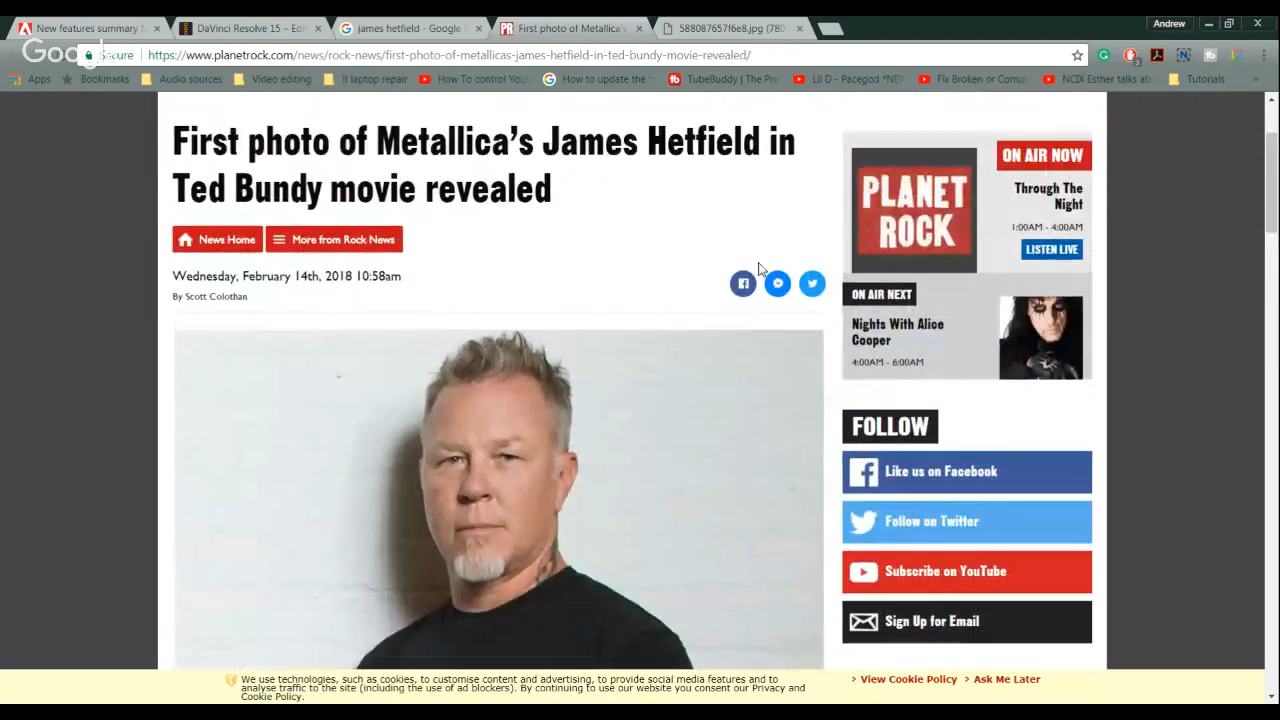 New features summary f
DaVinci Resolve 15 – Edi
james hetfield - Google
First photo of Metallica's
588087657f6e8.jpg (780
Andrew
Secure
https://www.planetrock.com/news/rock-news/first-photo-of-metallicas-james-hetfield-in-ted-bundy-movie-revealed/
Apps
Bookmarks
Audio sources
Video editing
II laptop repair
How To control You
How to update the
TubeBuddy | The Pre
Lil D - Pacegod *NEW
Fix Broken or Corrup
NCIX Esther talks abo
Tutorials
First photo of Metallica's James Hetfield in
Ted Bundy movie revealed
News Home
More from Rock News
Wednesday, February 14th, 2018 10:58am
By Scott Colothan
PLANET
ROCK
ON AIR NOW
Through The
Night
1:00AM - 4:00AM
LISTEN LIVE
ON AIR NEXT
Nights With Alice
Cooper
4:00AM - 6:00AM
FOLLOW
Like us on Facebook
Follow on Twitter
Subscribe on YouTube
Sign Up for Email
We use technologies, such as cookies, to customise content and advertising, to provide social media features and to
analyse traffic to the site (including the use of ad blockers). By continuing to use our website you consent our Privacy and
Cookie Policy.
> View Cookie Policy > Ask Me Later